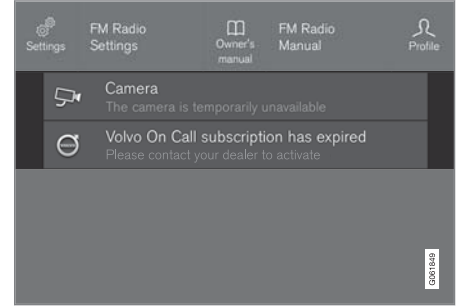 Settings
FM Radio
Settings
Owner's
manual
FM Radio
Manual
Profile
Camera
The camera is temporarily unavailable
Volvo On Call subscription has expired
Please contact your dealer to activate
G061849